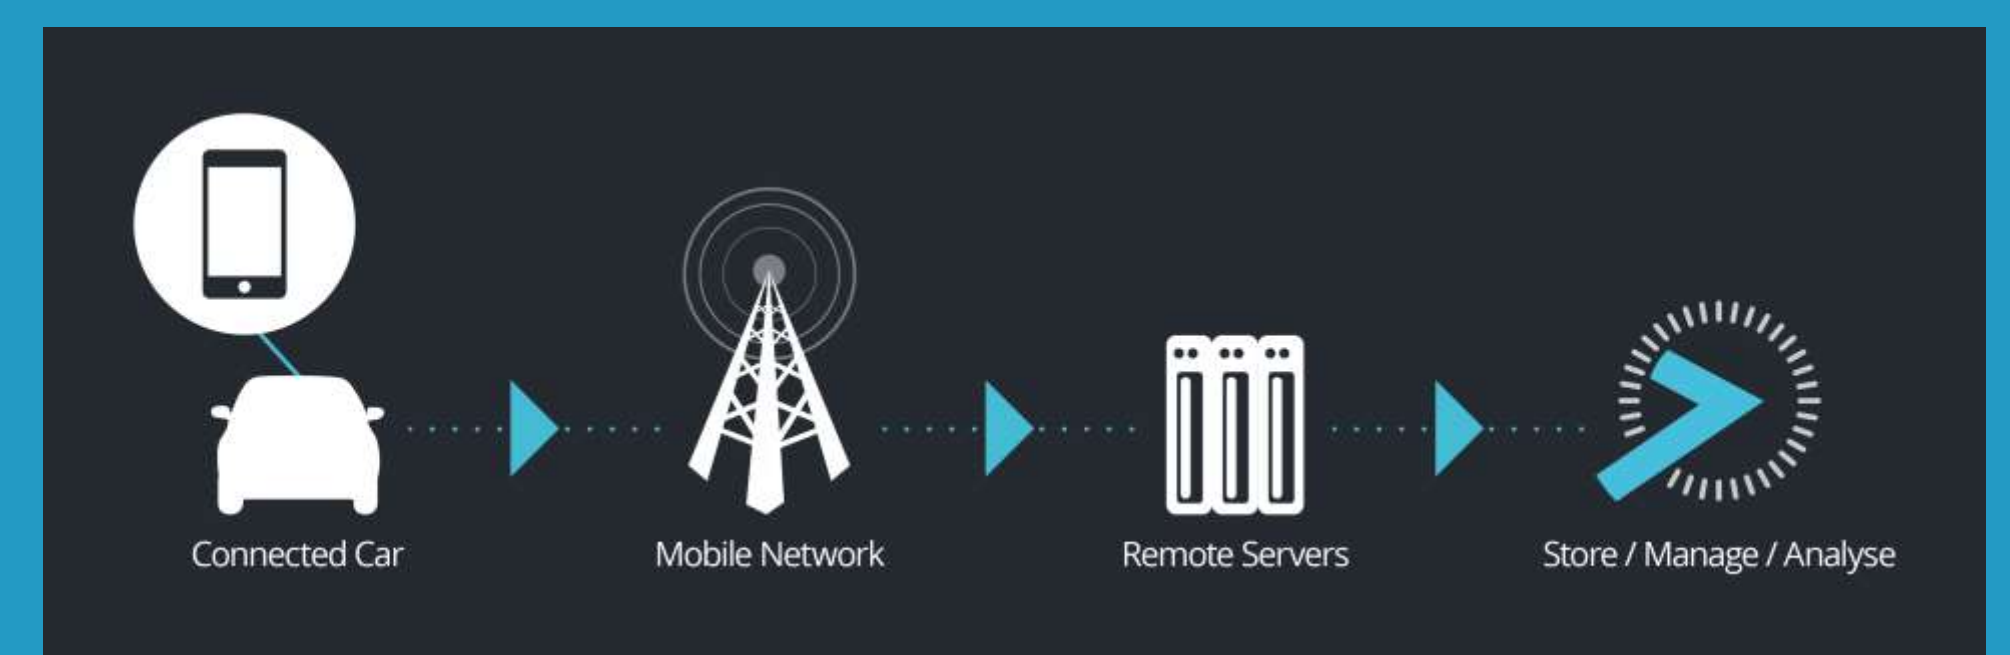 Connected Car
Mobile Network
Remote Servers
Store / Manage / Analyse